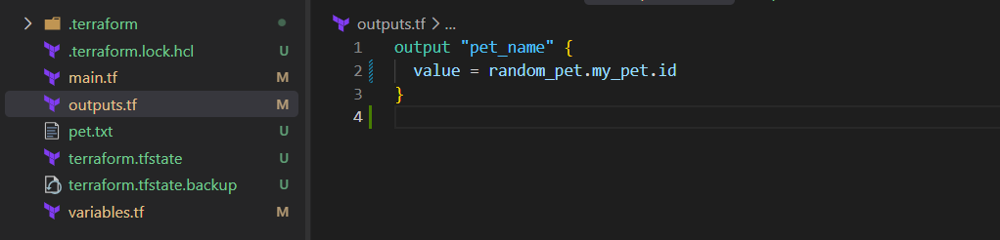 .terraform
.terraform.lock.hcl U
main.tf M
outputs.tf M
pet.txt U
terraform.tfstate U
terraform.tfstate.backup U
variables.tf M
outputs.tf > ...
1 output "pet_name" {
2 value = random_pet.my_pet.id
3 }
4